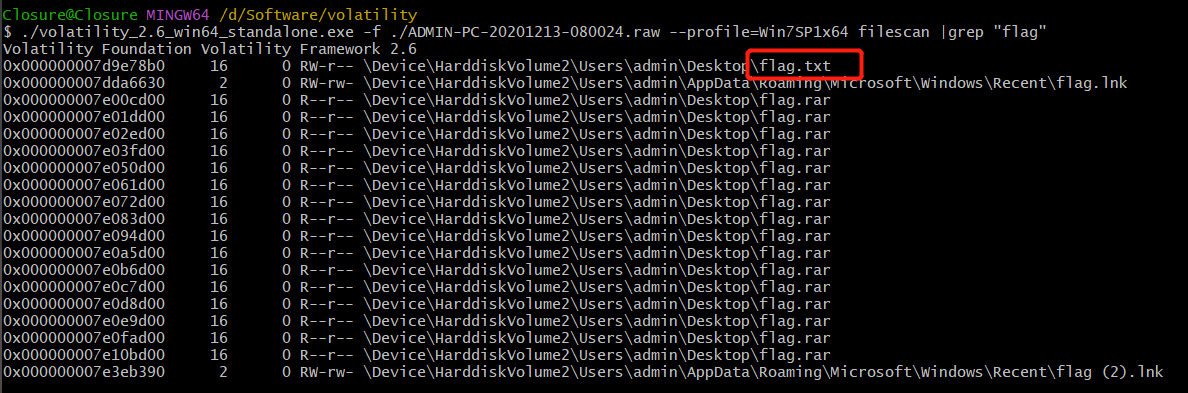 Closure@Closure MINGW64 /d/Software/volatility
$ ./volatility_2.6_win64_standalone.exe -f ./ADMIN-PC-20201213-080024.raw --profile=Win7SP1x64 filescan |grep "flag"
Volatility Foundation Volatility Framework 2.6
0x000000007d9e78b0     16      0 RW-r-- \Device\HarddiskVolume2\Users\admin\Desktop\flag.txt
0x000000007dda6630      2      0 RW-rw- \Device\HarddiskVolume2\Users\admin\AppData\Roaming\Microsoft\Windows\Recent\flag.lnk
0x000000007e00cd00     16      0 R--r-- \Device\HarddiskVolume2\Users\admin\Desktop\flag.rar
0x000000007e01dd00     16      0 R--r-- \Device\HarddiskVolume2\Users\admin\Desktop\flag.rar
0x000000007e02ed00     16      0 R--r-- \Device\HarddiskVolume2\Users\admin\Desktop\flag.rar
0x000000007e03fd00     16      0 R--r-- \Device\HarddiskVolume2\Users\admin\Desktop\flag.rar
0x000000007e050d00     16      0 R--r-- \Device\HarddiskVolume2\Users\admin\Desktop\flag.rar
0x000000007e061d00     16      0 R--r-- \Device\HarddiskVolume2\Users\admin\Desktop\flag.rar
0x000000007e072d00     16      0 R--r-- \Device\HarddiskVolume2\Users\admin\Desktop\flag.rar
0x000000007e083d00     16      0 R--r-- \Device\HarddiskVolume2\Users\admin\Desktop\flag.rar
0x000000007e094d00     16      0 R--r-- \Device\HarddiskVolume2\Users\admin\Desktop\flag.rar
0x000000007e0a5d00     16      0 R--r-- \Device\HarddiskVolume2\Users\admin\Desktop\flag.rar
0x000000007e0b6d00     16      0 R--r-- \Device\HarddiskVolume2\Users\admin\Desktop\flag.rar
0x000000007e0c7d00     16      0 R--r-- \Device\HarddiskVolume2\Users\admin\Desktop\flag.rar
0x000000007e0d8d00     16      0 R--r-- \Device\HarddiskVolume2\Users\admin\Desktop\flag.rar
0x000000007e0e9d00     16      0 R--r-- \Device\HarddiskVolume2\Users\admin\Desktop\flag.rar
0x000000007e0fad00     16      0 R--r-- \Device\HarddiskVolume2\Users\admin\Desktop\flag.rar
0x000000007e10bd00     16      0 R--r-- \Device\HarddiskVolume2\Users\admin\Desktop\flag.rar
0x000000007e3eb390      2      0 RW-rw- \Device\HarddiskVolume2\Users\admin\AppData\Roaming\Microsoft\Windows\Recent\flag (2).lnk